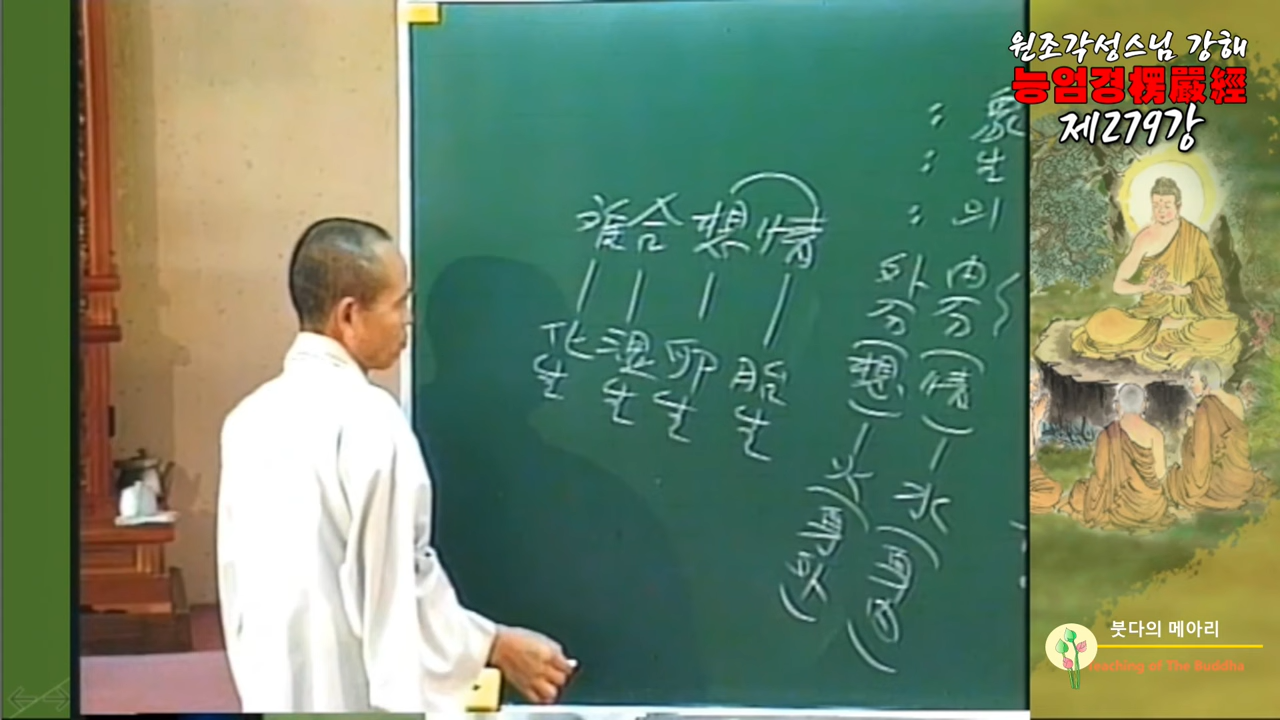 원조각성스님 강해
능엄경楞嚴經
제279강
衆生의
内分(情) — 水
外分(想) — 火
情 — 胎生
想 — 卵生
合 — 湿生
離 — 化生
붓다의 메아리
Teaching of The Buddha